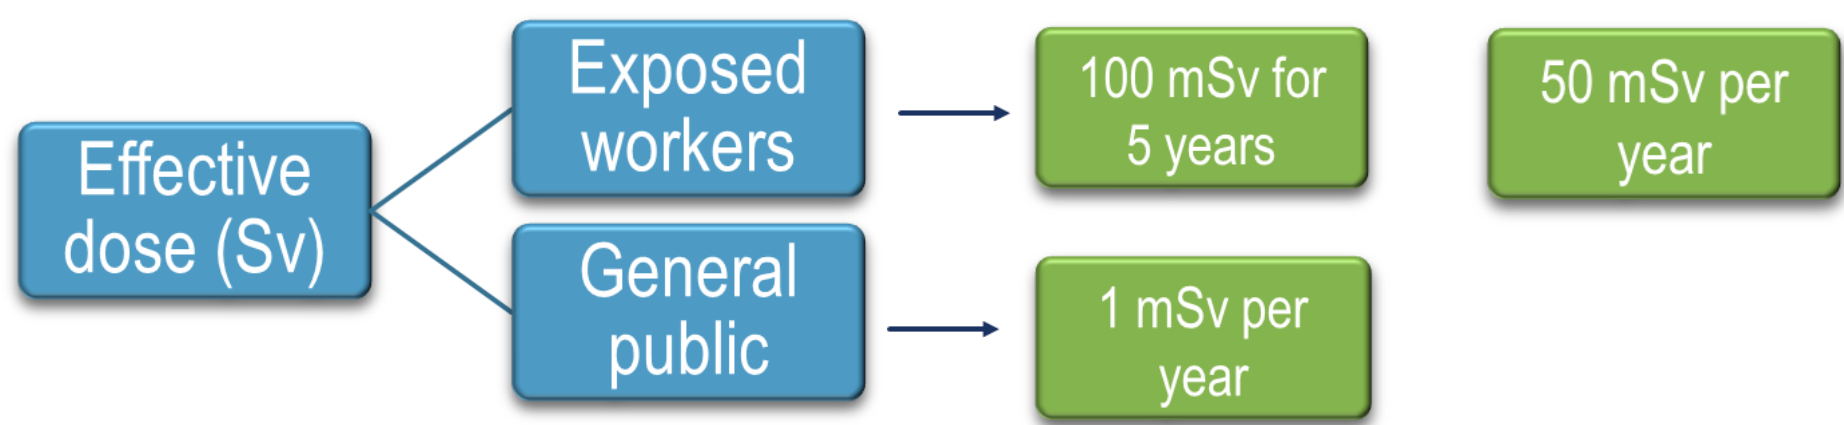 Effective
dose (Sv)
Exposed
workers
100 mSv for
5 years
50 mSv per
year
General
public
1 mSv per
year